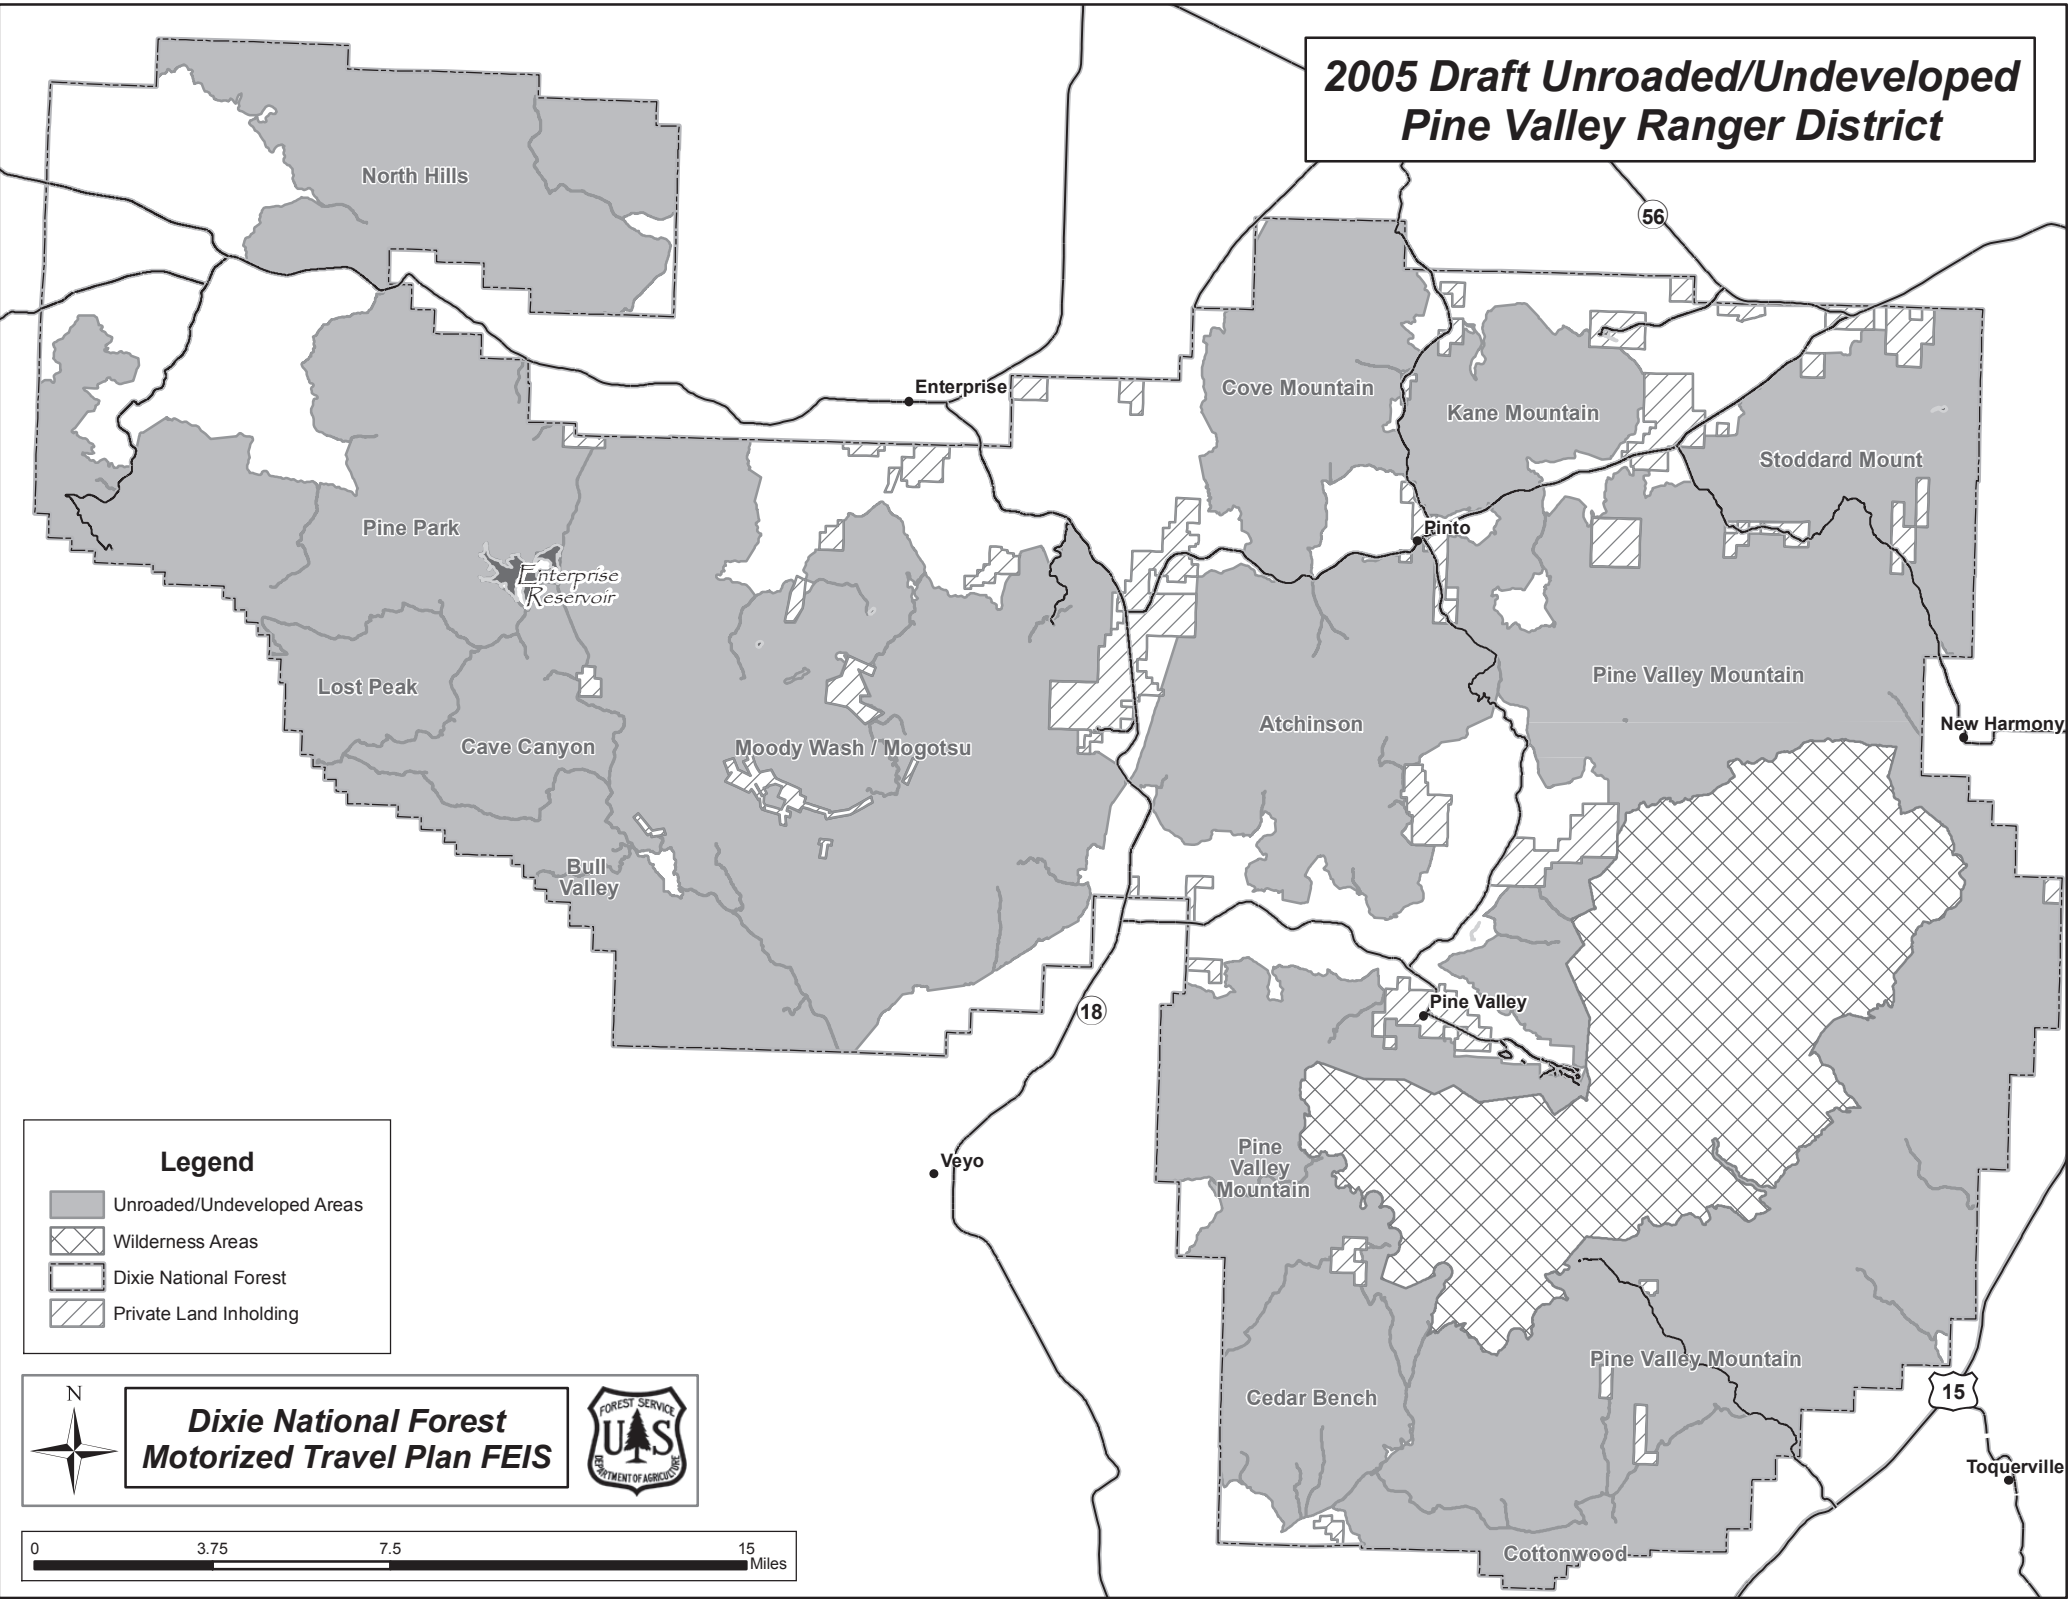 2005 Draft Unroaded/Undeveloped
Pine Valley Ranger District
North Hills
56
Enterprise
Cove Mountain
Kane Mountain
Stoddard Mount
Pine Park
Pinto
Enterprise
Reservoir
Lost Peak
Pine Valley Mountain
Atchinson
New Harmony
Cave Canyon
Moody Wash / Mogotsu
Bull
Valley
18
Pine Valley
Veyo
Pine
Valley
Mountain
Legend
Unroaded/Undeveloped Areas
Wilderness Areas
Dixie National Forest
Private Land Inholding
Pine Valley Mountain
Cedar Bench
15
Toquerville
Cottonwood
N
Dixie National Forest
Motorized Travel Plan FEIS
FOREST SERVICE
U S
DEPARTMENT OF AGRICULTURE
0 3.75 7.5 15
Miles